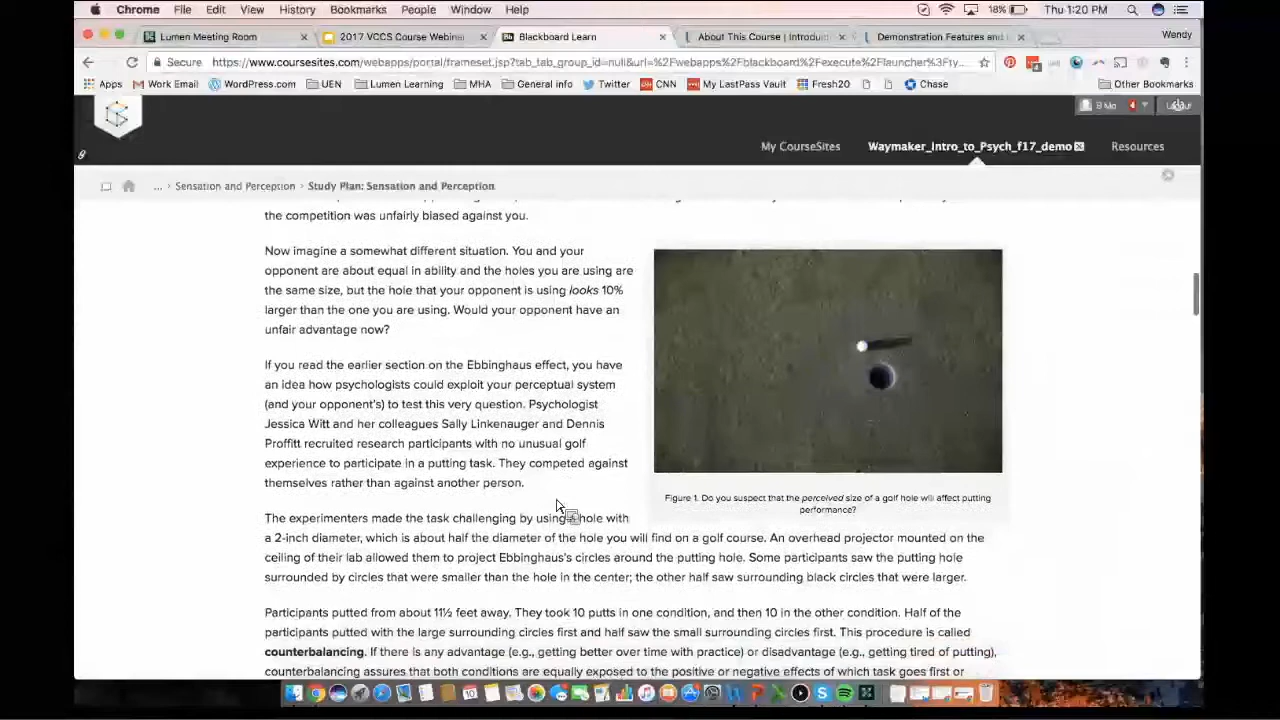 Chrome File Edit View History Bookmarks People Window Help 18% Thu 1:20 PM
Lumen Meeting Room 2017 VCCS Course Webinar Blackboard Learn About This Course | Introduc Demonstration Features and Wendy
Secure https://www.coursesites.com/webapps/portal/frameset.jsp?tab_tab_group_id=null&url=%2Fwebapps%2Fblackboard%2Fexecute%2Flauncher%3Fty...
Apps Work Email WordPress.com UEN Lumen Learning MHA General info Twitter CNN My LastPass Vault Fresh20 Chase Other Bookmarks
My CourseSites Waymaker_Intro_to_Psych_f17_demo Resources
... > Sensation and Perception > Study Plan: Sensation and Perception
the competition was unfairly biased against you.
Now imagine a somewhat different situation. You and your
opponent are about equal in ability and the holes you are using are
the same size, but the hole that your opponent is using looks 10%
larger than the one you are using. Would your opponent have an
unfair advantage now?
If you read the earlier section on the Ebbinghaus effect, you have
an idea how psychologists could exploit your perceptual system
(and your opponent's) to test this very question. Psychologist
Jessica Witt and her colleagues Sally Linkenauger and Dennis
Proffitt recruited research participants with no unusual golf
experience to participate in a putting task. They competed against
themselves rather than against another person.
Figure 1. Do you suspect that the perceived size of a golf hole will affect putting
performance?
The experimenters made the task challenging by using a hole with
a 2-inch diameter, which is about half the diameter of the hole you will find on a golf course. An overhead projector mounted on the
ceiling of their lab allowed them to project Ebbinghaus's circles around the putting hole. Some participants saw the putting hole
surrounded by circles that were smaller than the hole in the center; the other half saw surrounding black circles that were larger.
Participants putted from about 11½ feet away. They took 10 putts in one condition, and then 10 in the other condition. Half of the
participants putted with the large surrounding circles first and half saw the small surrounding circles first. This procedure is called
counterbalancing. If there is any advantage (e.g., getting better over time with practice) or disadvantage (e.g., getting tired of putting),
counterbalancing assures that both conditions are equally exposed to the positive or negative effects of which task goes first or